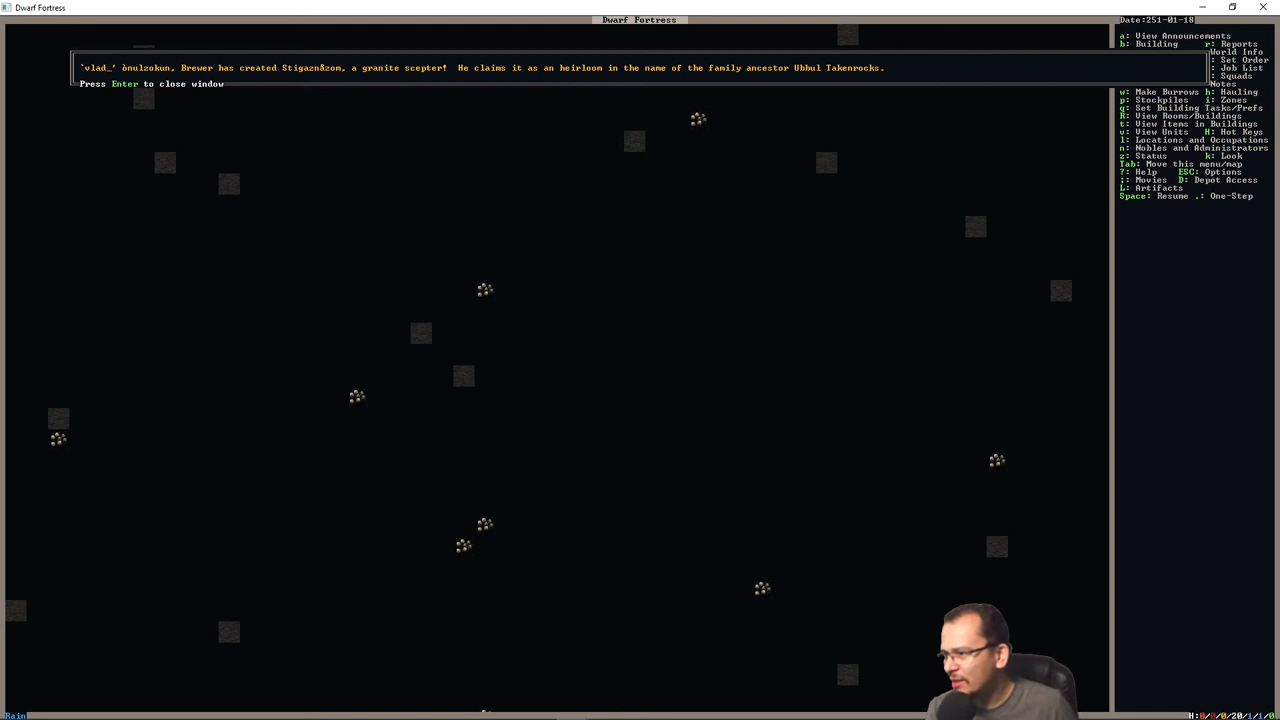 Dwarf Fortress
Dwarf Fortress
Date:251-01-18
a: View Announcements
b: Building r: Reports
World Info
: Set Order
: Job List
: Squads
Notes
Brewer has created
a granite scepter! He claims it as an heirloom in the name of the family ancestor Ubbul Takenrocks.
Press Enter to close window
w: Make Burrows h: Hauling
p: Stockpiles i: Zones
q: Set Building Tasks/Prefs
R: View Rooms/Buildings
t: View Items in Buildings
v: View Units H: Hot Keys
l: Locations and Occupations
n: Nobles and Administrators
z: Status k: Look
Tab: Move this menu/map
?: Help ESC: Options
;: Movies D: Depot Access
L: Artifacts
Space: Resume .: One-Step
Rain